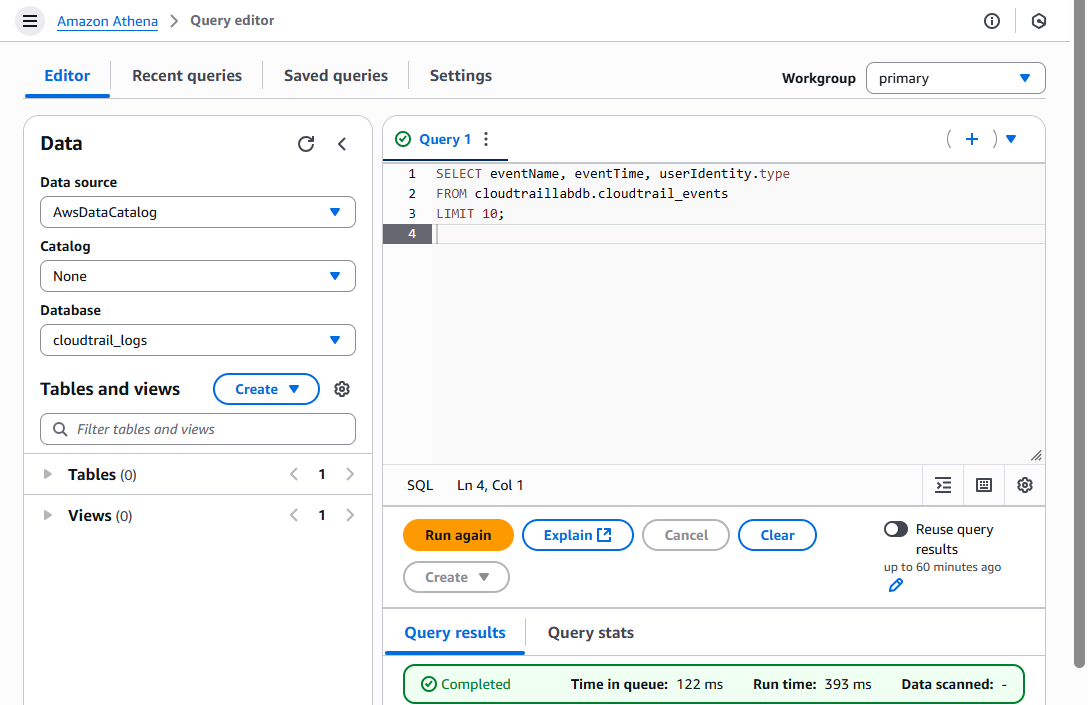 Amazon Athena > Query editor
Editor Recent queries Saved queries Settings
Workgroup primary
Data
Data source
AwsDataCatalog
Catalog
None
Database
cloudtrail_logs
Tables and views Create
Filter tables and views
Tables (0) < 1 >
Views (0) < 1 >
Query 1
( + )
1 SELECT eventName, eventTime, userIdentity.type
2 FROM cloudtraillabdb.cloudtrail_events
3 LIMIT 10;
4
SQL Ln 4, Col 1
Run again Explain Cancel Clear
Create
Reuse query
results
up to 60 minutes ago
Query results Query stats
Completed Time in queue: 122 ms Run time: 393 ms Data scanned: -